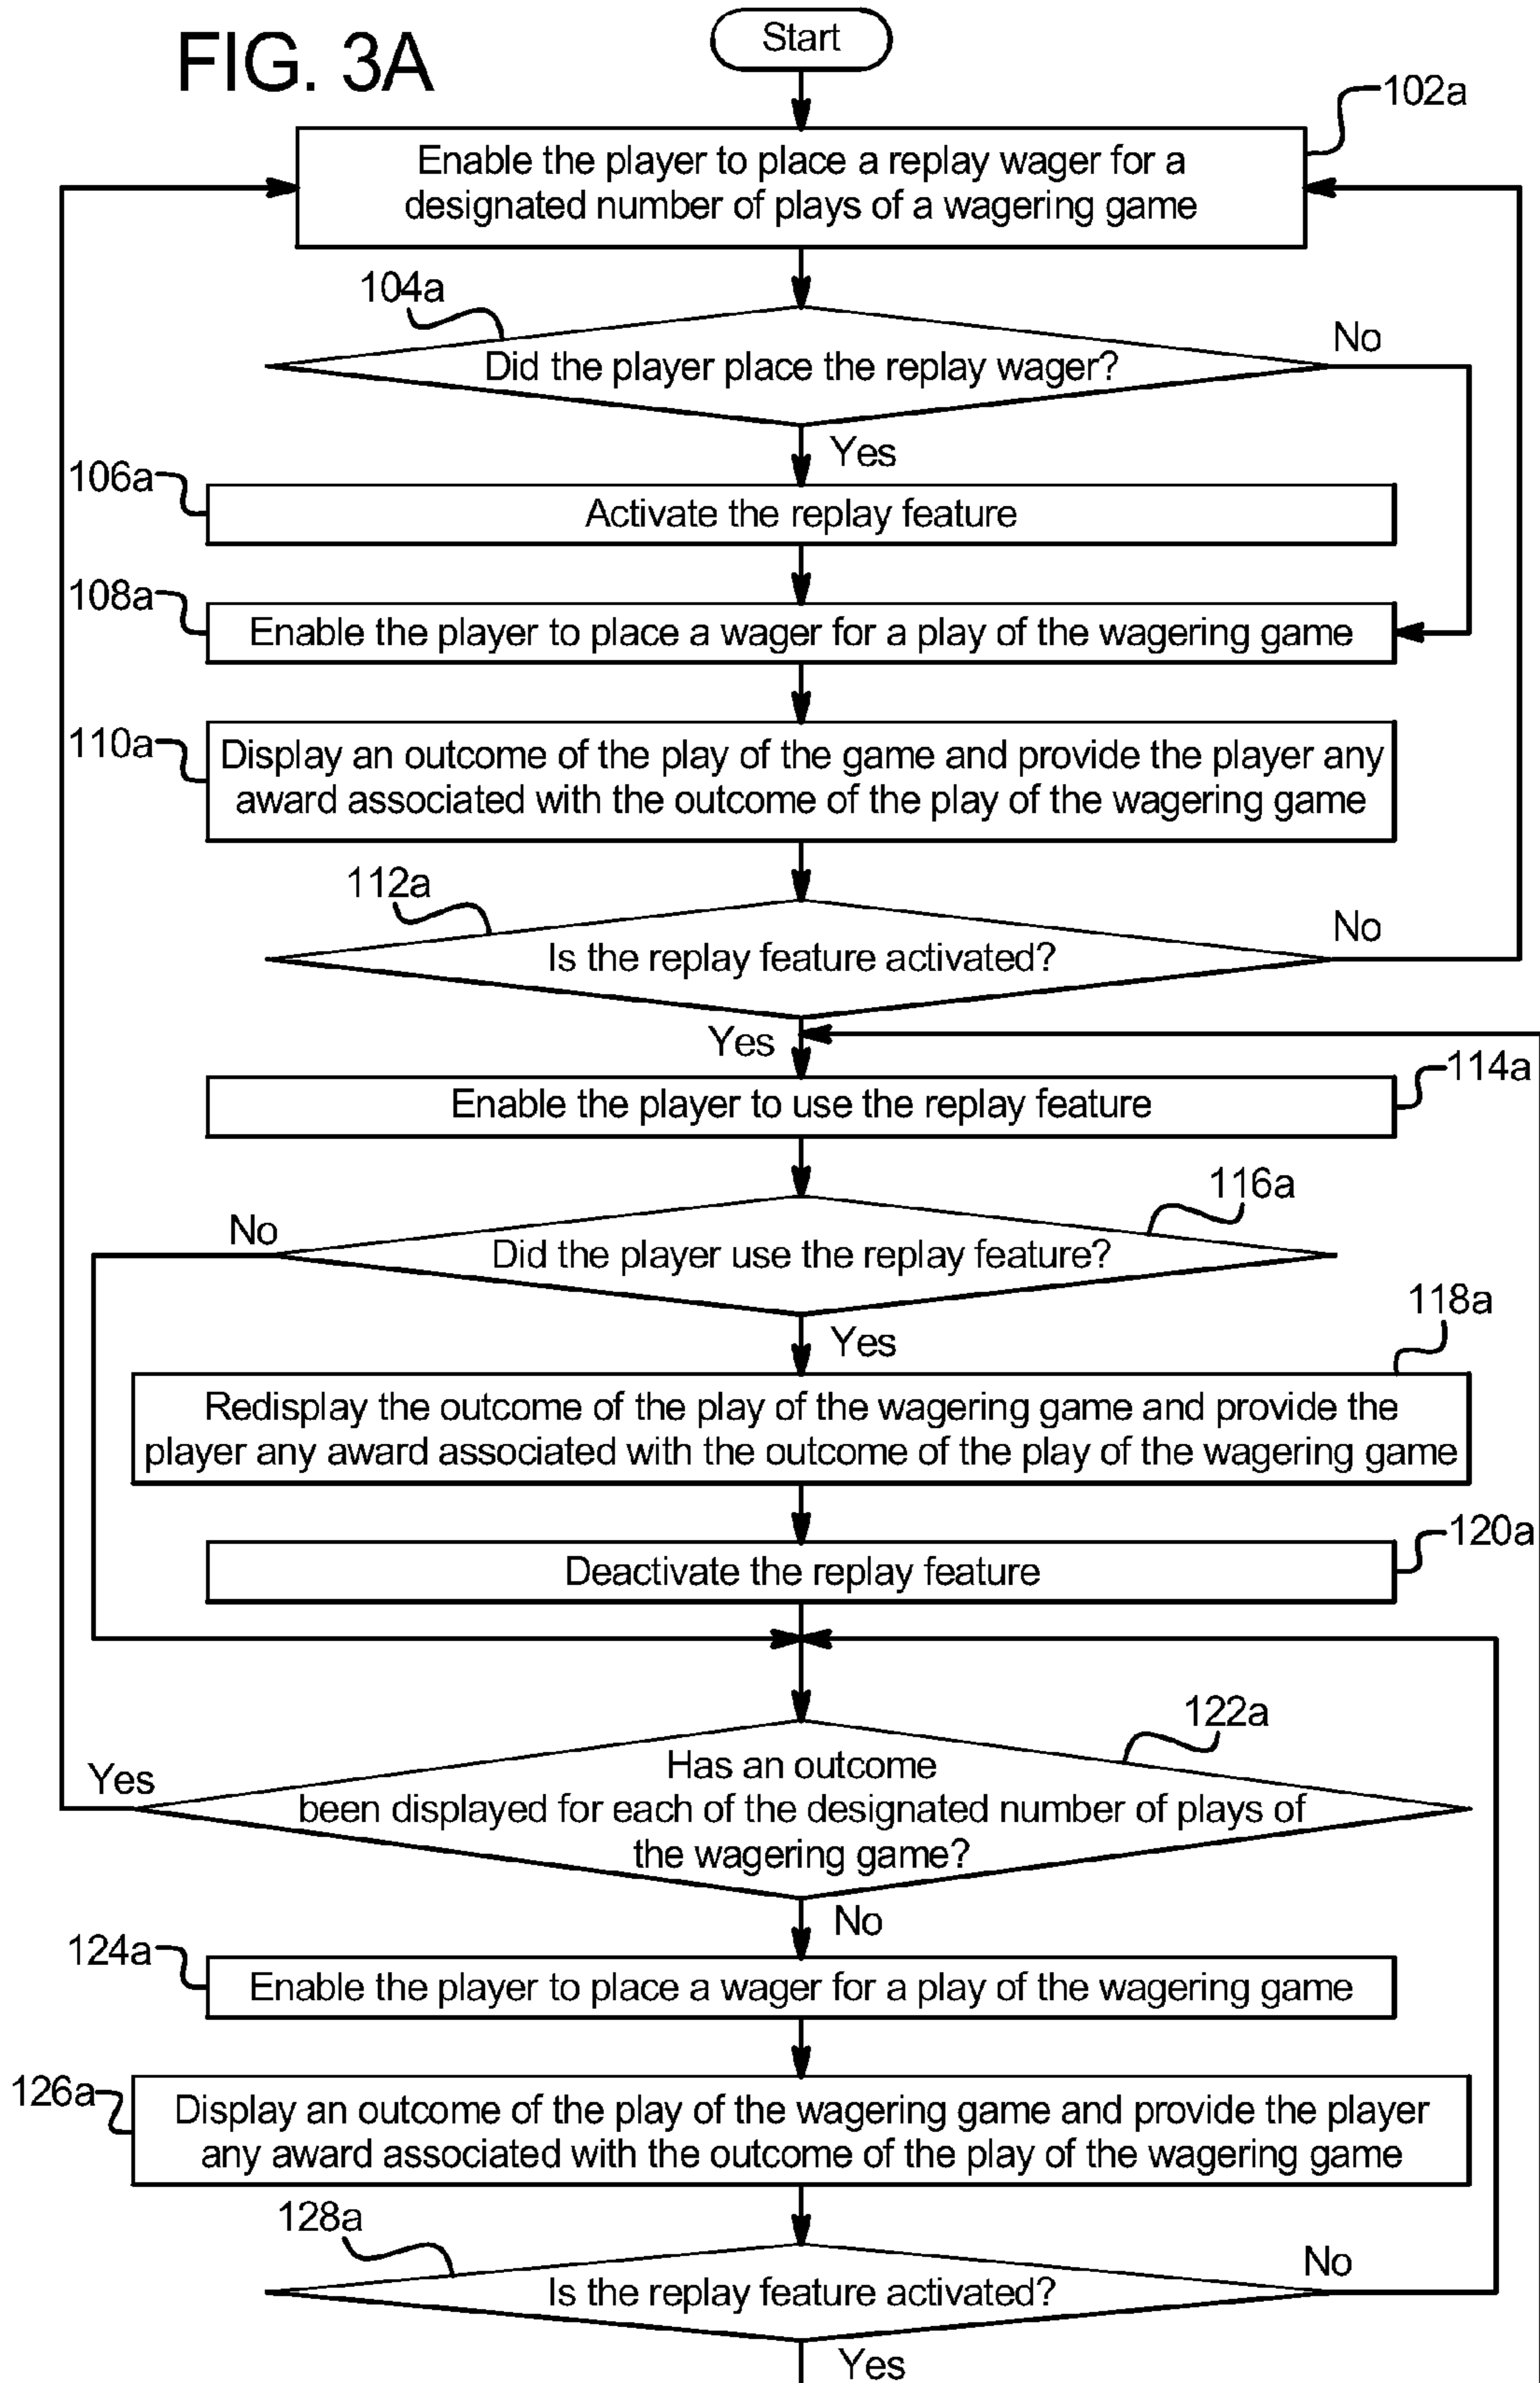 FIG. 3A
Start
102a
Enable the player to place a replay wager for a
designated number of plays of a wagering game
104a
Did the player place the replay wager?
No
Yes
106a
Activate the replay feature
108a
Enable the player to place a wager for a play of the wagering game
110a
Display an outcome of the play of the game and provide the player any
award associated with the outcome of the play of the wagering game
112a
Is the replay feature activated?
No
Yes
114a
Enable the player to use the replay feature
116a
No
Did the player use the replay feature?
Yes
118a
Redisplay the outcome of the play of the wagering game and provide the
player any award associated with the outcome of the play of the wagering game
120a
Deactivate the replay feature
122a
Yes
Has an outcome
been displayed for each of the designated number of plays of
the wagering game?
No
124a
Enable the player to place a wager for a play of the wagering game
126a
Display an outcome of the play of the wagering game and provide the player
any award associated with the outcome of the play of the wagering game
128a
Is the replay feature activated?
No
Yes